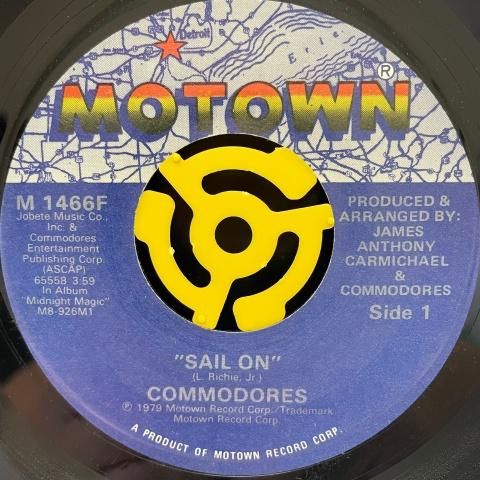 Detroit
Erie
MOTOWN®
M 1466F
Jobete Music Co.,
Inc. &
Commodores
Entertainment
Publishing Corp.
(ASCAP)
65558 3:59
In Album
"Midnight Magic"
M8-926M1
PRODUCED &
ARRANGED BY:
JAMES
ANTHONY
CARMICHAEL
&
COMMODORES
Side 1
"SAIL ON"
(L. Richie, Jr.)
COMMODORES
℗ 1979 Motown Record Corp./Trademark
Motown Record Corp.
A PRODUCT OF MOTOWN RECORD CORP.